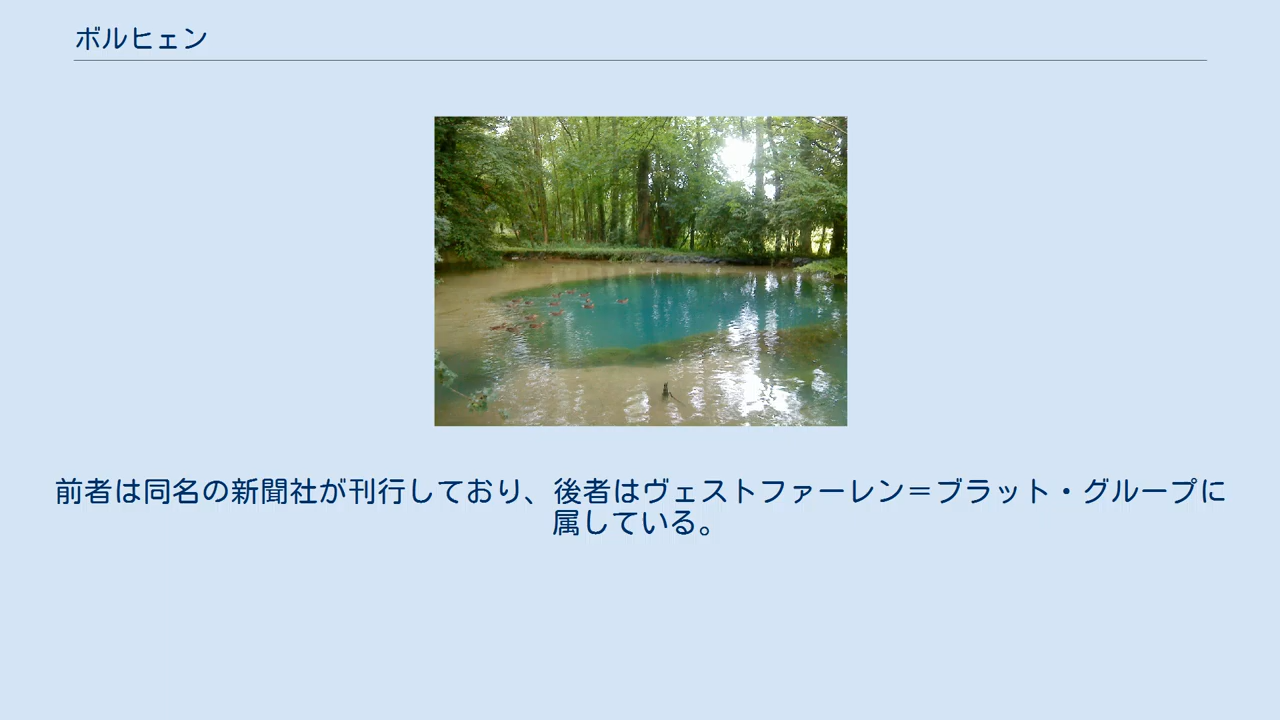 ボルヒェン
前者は同名の新聞社が刊行しており、後者はヴェストファーレン＝ブラット・グループに
属している。